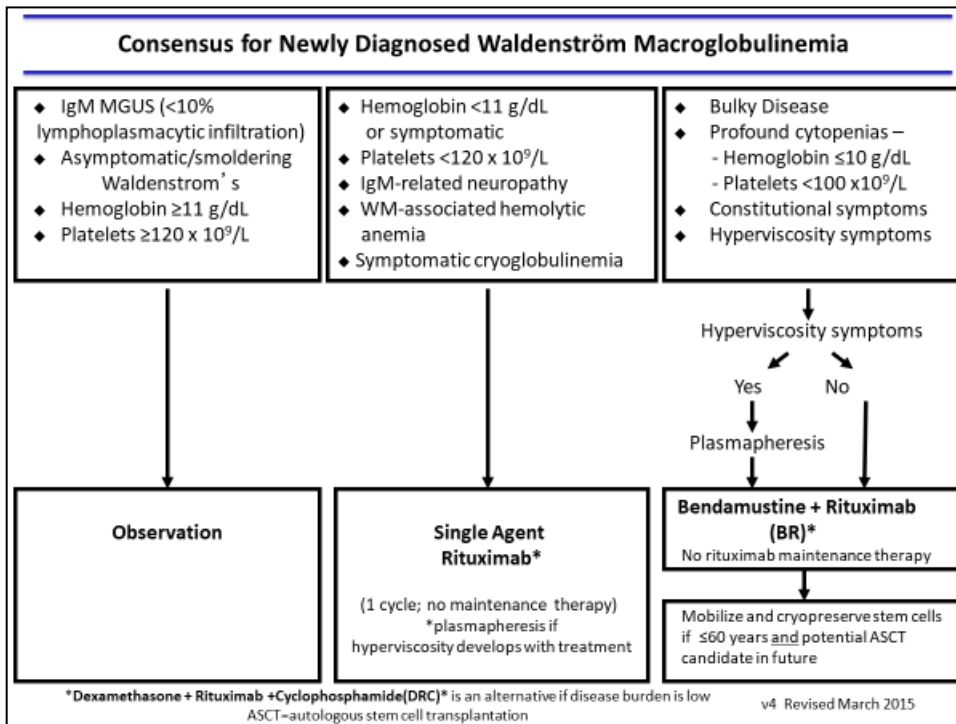 Consensus for Newly Diagnosed Waldenström Macroglobulinemia
◆ IgM MGUS (<10%
lymphoplasmacytic infiltration)
◆ Asymptomatic/smoldering
Waldenstrom's
◆ Hemoglobin ≥11 g/dL
◆ Platelets ≥120 x 10⁹/L
◆ Hemoglobin <11 g/dL
or symptomatic
◆ Platelets <120 x 10⁹/L
◆ IgM-related neuropathy
◆ WM-associated hemolytic
anemia
◆ Symptomatic cryoglobulinemia
◆ Bulky Disease
◆ Profound cytopenias –
- Hemoglobin ≤10 g/dL
- Platelets <100 x10⁹/L
◆ Constitutional symptoms
◆ Hyperviscosity symptoms
Hyperviscosity symptoms
Yes No
Plasmapheresis
Observation
Single Agent
Rituximab*
(1 cycle; no maintenance therapy)
*plasmapheresis if
hyperviscosity develops with treatment
Bendamustine + Rituximab
(BR)*
No rituximab maintenance therapy
Mobilize and cryopreserve stem cells
if ≤60 years and potential ASCT
candidate in future
*Dexamethasone + Rituximab +Cyclophosphamide(DRC)* is an alternative if disease burden is low
ASCT=autologous stem cell transplantation
v4 Revised March 2015